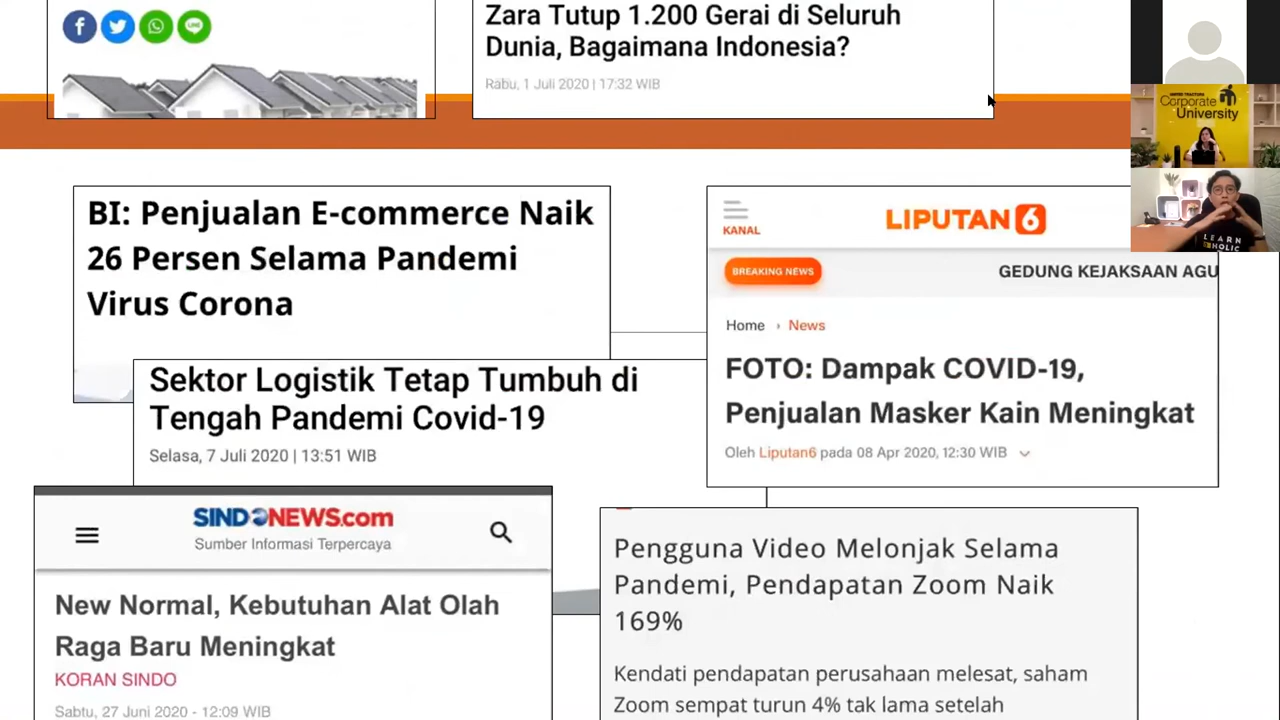 Zara Tutup 1.200 Gerai di Seluruh
Dunia, Bagaimana Indonesia?
Rabu, 1 Juli 2020 | 17:32 WIB
UNITED TRACTORS
Corporate
University
BI: Penjualan E-commerce Naik
26 Persen Selama Pandemi
Virus Corona
KANAL
LIPUTAN 6
BREAKING NEWS
GEDUNG KEJAKSAAN AGU
Home › News
FOTO: Dampak COVID-19,
Penjualan Masker Kain Meningkat
Oleh Liputan6 pada 08 Apr 2020, 12:30 WIB
LEARN
HOLIC
Sektor Logistik Tetap Tumbuh di
Tengah Pandemi Covid-19
Selasa, 7 Juli 2020 | 13:51 WIB
SINDONEWS.com
Sumber Informasi Terpercaya
New Normal, Kebutuhan Alat Olah
Raga Baru Meningkat
KORAN SINDO
Sabtu, 27 Juni 2020 - 12:09 WIB
Pengguna Video Melonjak Selama
Pandemi, Pendapatan Zoom Naik
169%
Kendati pendapatan perusahaan melesat, saham
Zoom sempat turun 4% tak lama setelah